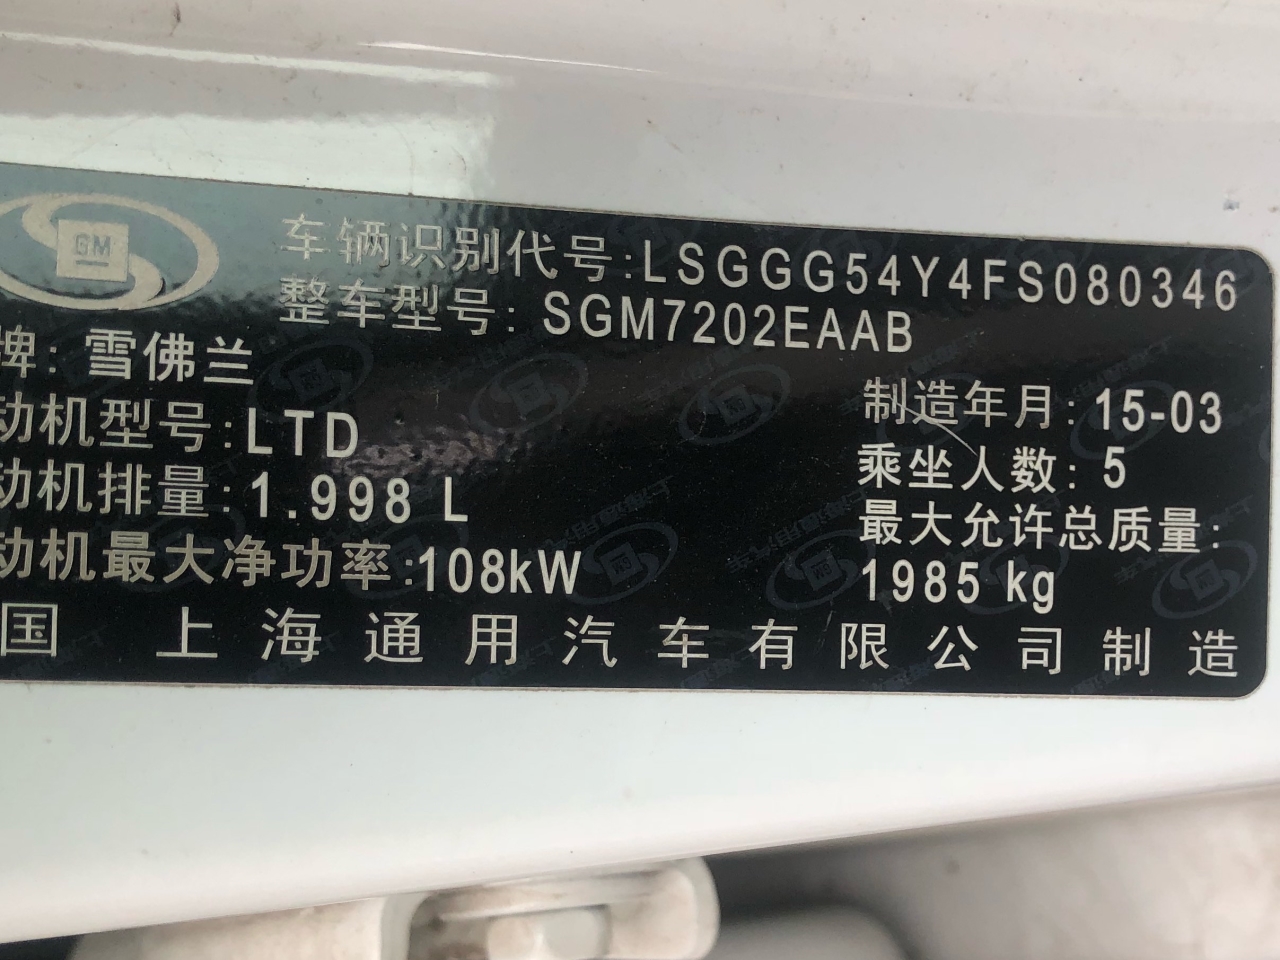 GM
车辆识别代号:LSGGG54Y4FS080346
整车型号: SGM7202EAAB
牌: 雪佛兰
动机型号:LTD
动机排量:1.998 L
动机最大净功率:108kW
制造年月: 15-03
乘坐人数: 5
最大允许总质量:
1985 kg
国 上海通用汽车有限公司制造